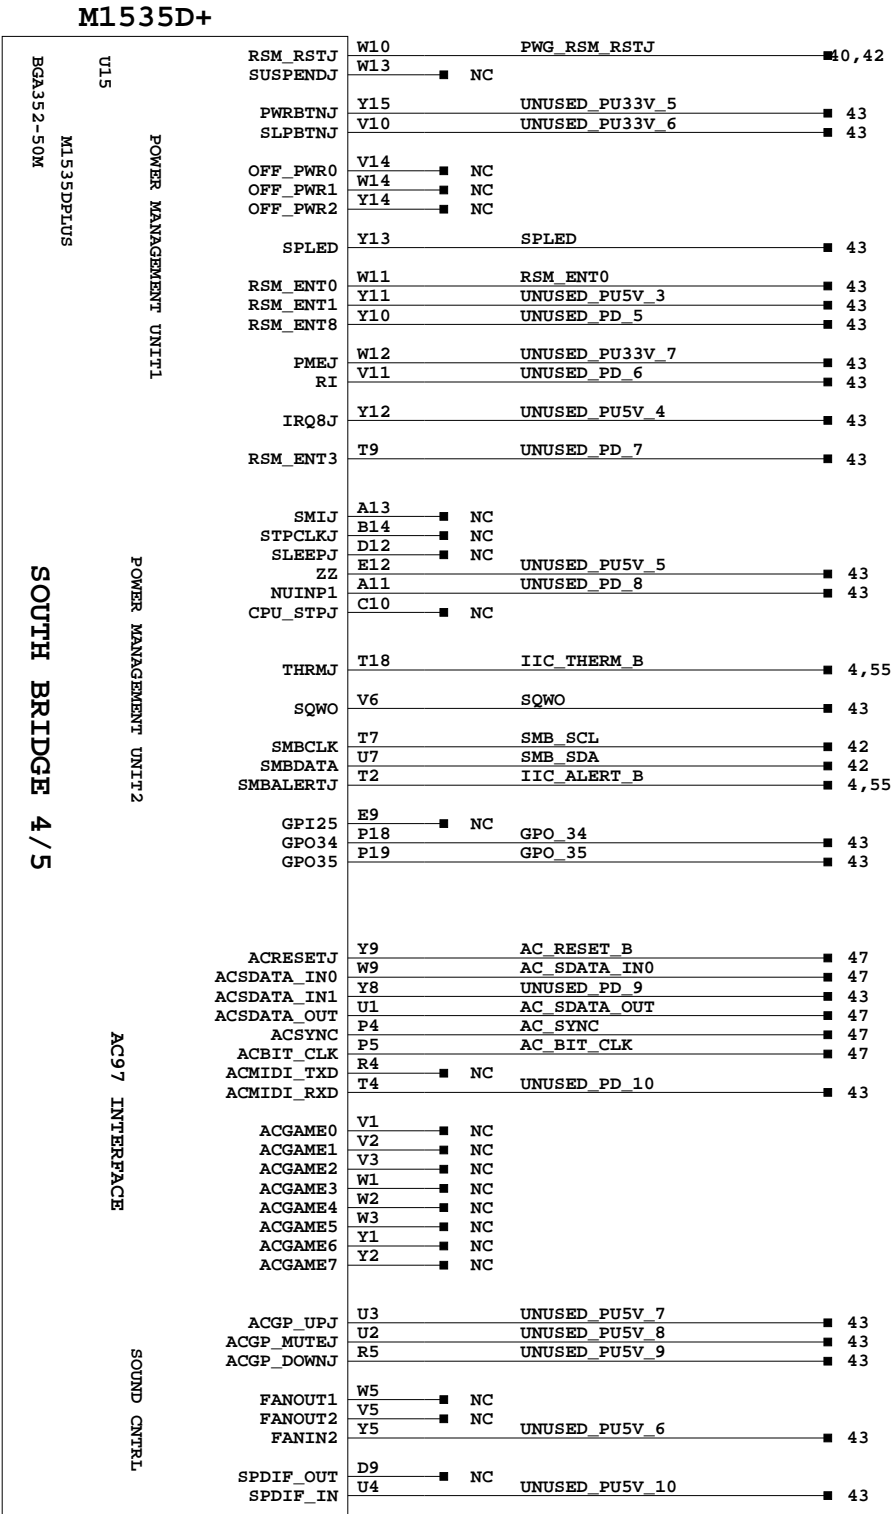 M1535D+
U15
BGA352-50M
M1535DPLUS
POWER MANAGEMENT UNIT1
RSM_RSTJ W10 PWG_RSM_RSTJ 40,42
SUSPENDJ W13 NC
PWRBTNJ Y15 UNUSED_PU33V_5 43
SLPBTNJ V10 UNUSED_PU33V_6 43
OFF_PWR0 V14 NC
OFF_PWR1 W14 NC
OFF_PWR2 Y14 NC
SPLED Y13 SPLED 43
RSM_ENT0 W11 RSM_ENT0 43
RSM_ENT1 Y11 UNUSED_PU5V_3 43
RSM_ENT8 Y10 UNUSED_PD_5 43
PMEJ W12 UNUSED_PU33V_7 43
RI V11 UNUSED_PD_6 43
IRQ8J Y12 UNUSED_PU5V_4 43
RSM_ENT3 T9 UNUSED_PD_7 43
SOUTH BRIDGE 4/5
POWER MANAGEMENT UNIT2
SMIJ A13 NC
STPCLKJ B14 NC
SLEEPJ D12 NC
ZZ E12 UNUSED_PU5V_5 43
NUINP1 A11 UNUSED_PD_8 43
CPU_STPJ C10 NC
THRMJ T18 IIC_THERM_B 4,55
SQWO V6 SQWO 43
SMBCLK T7 SMB_SCL 42
SMBDATA U7 SMB_SDA 42
SMBALERTJ T2 IIC_ALERT_B 4,55
GPI25 E9 NC
GPO34 P18 GPO_34 43
GPO35 P19 GPO_35 43
AC97 INTERFACE
ACRESETJ Y9 AC_RESET_B 47
ACSDATA_IN0 W9 AC_SDATA_IN0 47
ACSDATA_IN1 Y8 UNUSED_PD_9 43
ACSDATA_OUT U1 AC_SDATA_OUT 47
ACSYNC P4 AC_SYNC 47
ACBIT_CLK P5 AC_BIT_CLK 47
ACMIDI_TXD R4 NC
ACMIDI_RXD T4 UNUSED_PD_10 43
ACGAME0 V1 NC
ACGAME1 V2 NC
ACGAME2 V3 NC
ACGAME3 W1 NC
ACGAME4 W2 NC
ACGAME5 W3 NC
ACGAME6 Y1 NC
ACGAME7 Y2 NC
SOUND CNTRL
ACGP_UPJ U3 UNUSED_PU5V_7 43
ACGP_MUTEJ U2 UNUSED_PU5V_8 43
ACGP_DOWNJ R5 UNUSED_PU5V_9 43
FANOUT1 W5 NC
FANOUT2 V5 NC
FANIN2 Y5 UNUSED_PU5V_6 43
SPDIF_OUT D9 NC
SPDIF_IN U4 UNUSED_PU5V_10 43